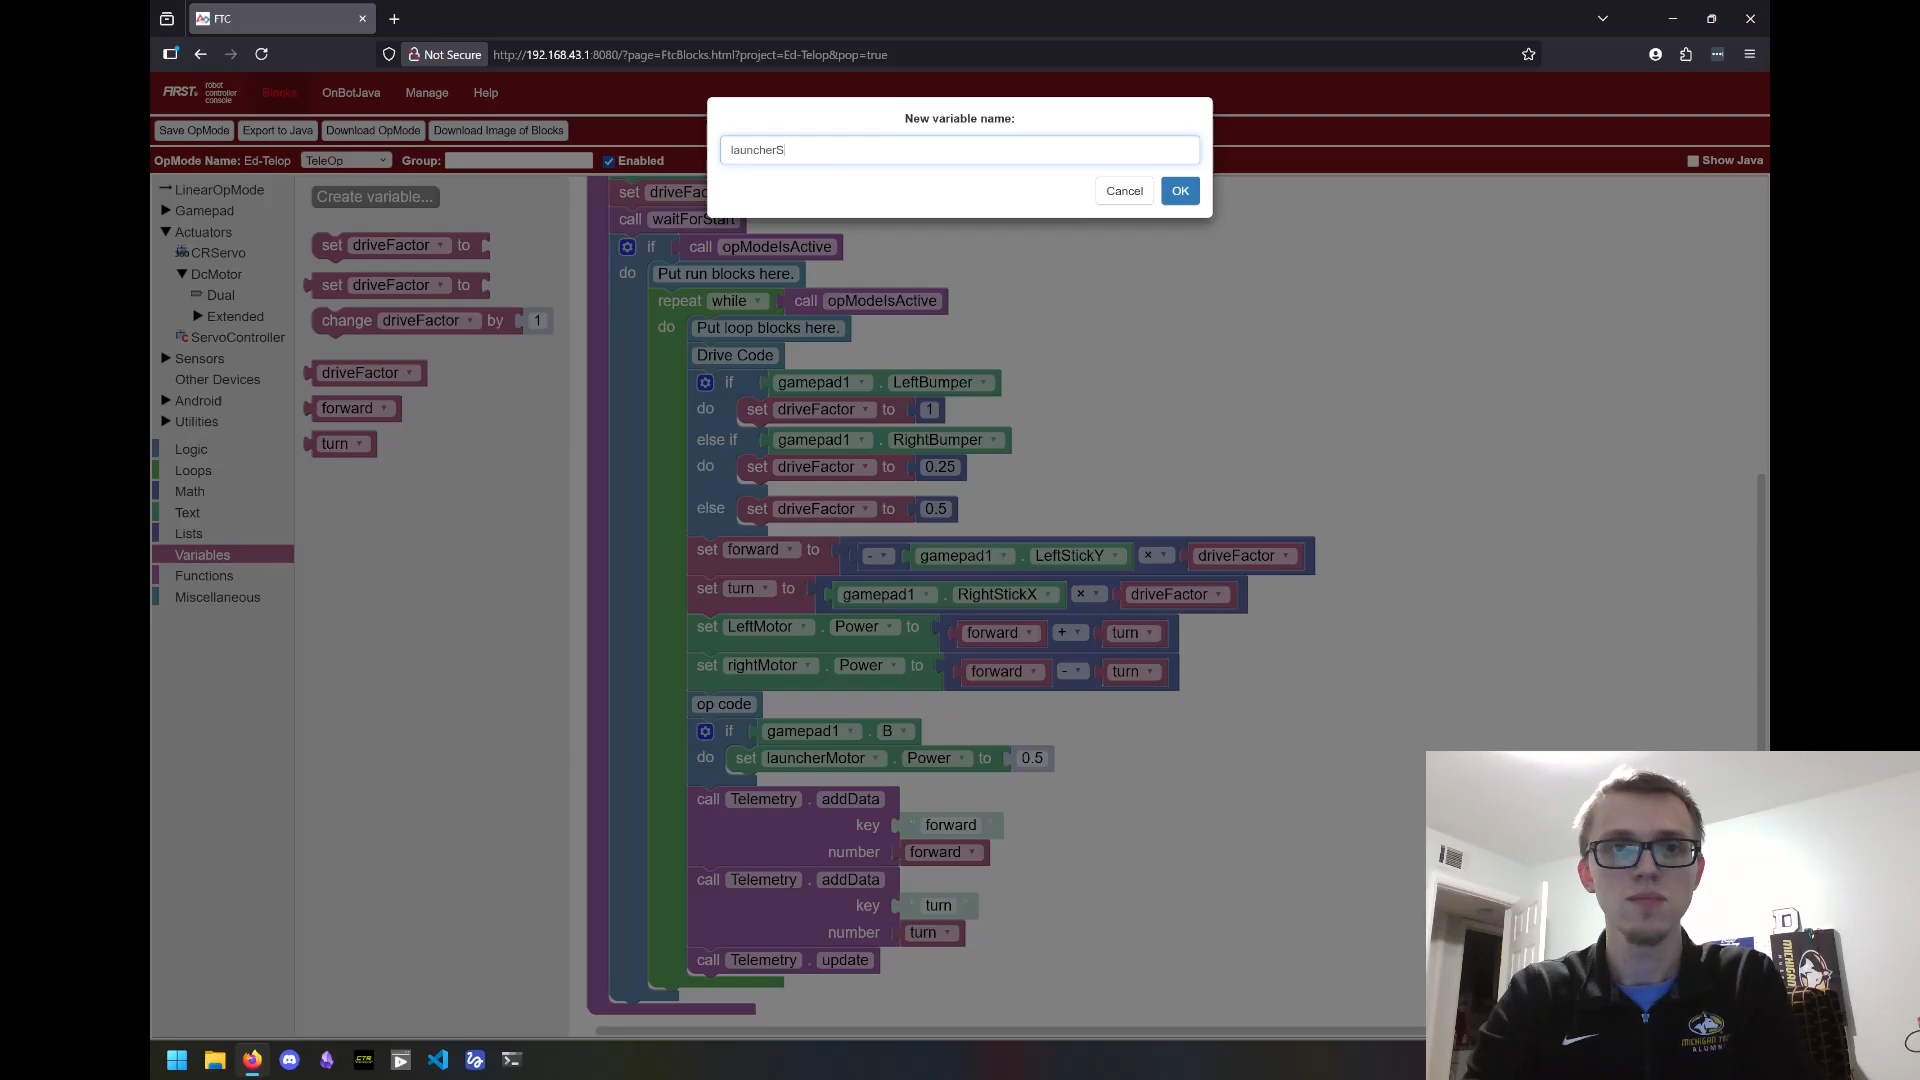 FTC
Not Secure
http://192.168.43.1:8080/?page=FtcBlocks.html?project=Ed-Telop&pop=true
FIRST robot controller console
Blocks
OnBotJava
Manage
Help
Save OpMode
Export to Java
Download OpMode
Download Image of Blocks
OpMode Name: Ed-Telop
TeleOp
Group:
Enabled
Show Java
New variable name:
launcherS
Cancel
OK
LinearOpMode
Gamepad
Actuators
CRServo
DcMotor
Dual
Extended
ServoController
Sensors
Other Devices
Android
Utilities
Logic
Loops
Math
Text
Lists
Variables
Functions
Miscellaneous
Create variable...
set driveFactor to
set driveFactor to
change driveFactor by 1
driveFactor
forward
turn
set driveFac
call waitForStart
if call opModeIsActive
do Put run blocks here.
repeat while call opModeIsActive
do Put loop blocks here.
Drive Code
if gamepad1 . LeftBumper
do set driveFactor to 1
else if gamepad1 . RightBumper
do set driveFactor to 0.25
else set driveFactor to 0.5
set forward to - gamepad1 . LeftStickY × driveFactor
set turn to gamepad1 . RightStickX × driveFactor
set LeftMotor . Power to forward + turn
set rightMotor . Power to forward - turn
op code
if gamepad1 . B
do set launcherMotor . Power to 0.5
call Telemetry . addData
key " forward "
number forward
call Telemetry . addData
key " turn "
number turn
call Telemetry . update
CTR
MICHIGAN
MICHIGAN TECH
ALUMNI